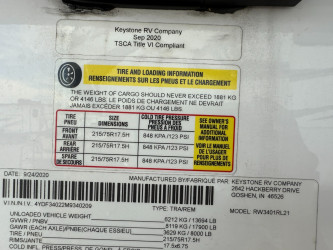 Keystone RV Company
Sep 2020
TSCA Title VI Compliant
TIRE AND LOADING INFORMATION
RENSEIGNEMENTS SUR LES PNEUS ET LE CHARGEMENT
THE WEIGHT OF CARGO SHOULD NEVER EXCEED 1881 KG
OR 4146 LBS. LE POIDS DE CHARGEMENT NE DEVRAIT
JAMAIS EXCEDER 1881 KG OU 4146 LBS.
TIRE PNEU SIZE DIMENSIONS COLD TIRE PRESSURE PRESSION DES PNEUS A FROID
SEE OWNER'S MANUAL FOR ADDITIONAL INFORMATION
VOIR LE MANUEL DE L'USAGER POUR PLUS DE RENSEIGNEMENTS
FRONT AVANT 215/75R17.5H 848 KPA /123 PSI
REAR ARRIÈRE 215/75R17.5H 848 KPA /123 PSI
SPARE DE SECOURS 215/75R17.5H 848 KPA /123 PSI
DATE: 9/24/2020
MANUFACTURED BY/FABRIQUE PAR: KEYSTONE RV COMPANY
2642 HACKBERRY DRIVE
GOSHEN, IN 46526
V.I.N./N.I.V. 4YDF34022M9340209
MODEL: RW3401RL21
TYPE: TRA/REM
UNLOADED VEHICLE WEIGHT 6212 KG / 13694 LB
8119 KG / 17900 LB
GAWR (EACH AXLE)/PNBE(CHAQUE ESSIEU) 3629 KG / 8000 LB
TIRES/PNEU 215/75R17.5H
RIMS/JANTE 17.5x6.75